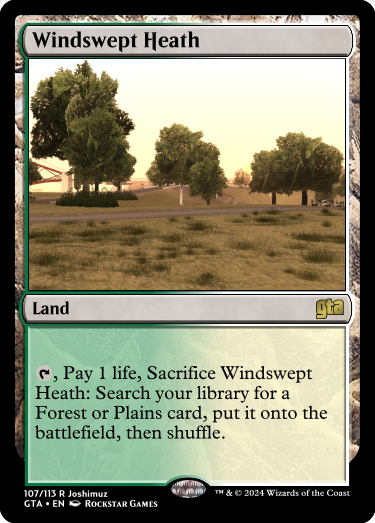 Windswept Heath
Land
gta
, Pay 1 life, Sacrifice Windswept
Heath: Search your library for a
Forest or Plains card, put it onto the
battlefield, then shuffle.
107/113 R Joshimuz
GTA • EN Rockstar Games
™ & © 2024 Wizards of the Coast